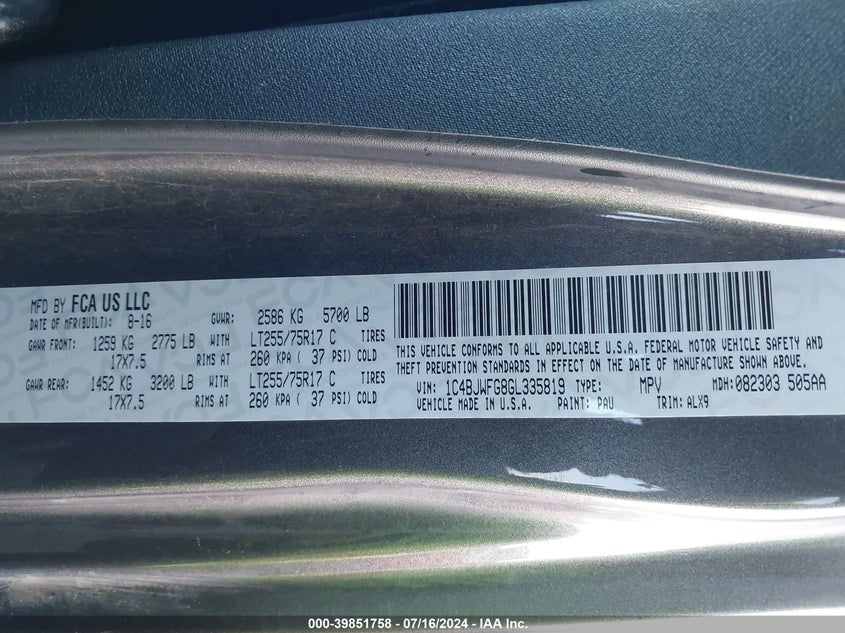 MFD BY FCA US LLC
DATE OF MFR(BUILT): 8-16 GVWR: 2586 KG 5700 LB
GAWR FRONT: 1259 KG 2775 LB WITH LT255/75R17 C TIRES
17X7.5 RIMS AT 260 KPA ( 37 PSI) COLD
GAWR REAR: 1452 KG 3200 LB WITH LT255/75R17 C TIRES
17X7.5 RIMS AT 260 KPA ( 37 PSI) COLD
THIS VEHICLE CONFORMS TO ALL APPLICABLE U.S.A. FEDERAL MOTOR VEHICLE SAFETY AND
THEFT PREVENTION STANDARDS IN EFFECT ON THE DATE OF MANUFACTURE SHOWN ABOVE.
VIN: 1C4BJWFG8GL335819 TYPE: MPV MDH: 082303 505AA
VEHICLE MADE IN U.S.A. PAINT: PAU TRIM: ALX9
000-39851758 - 07/16/2024 - IAA Inc.